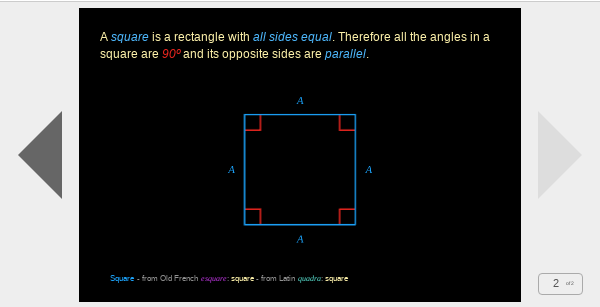 A square is a rectangle with all sides equal. Therefore all the angles in a
square are 90º and its opposite sides are parallel.
A
A
A
A
Square - from Old French esquare: square - from Latin quadra: square
2 of 2